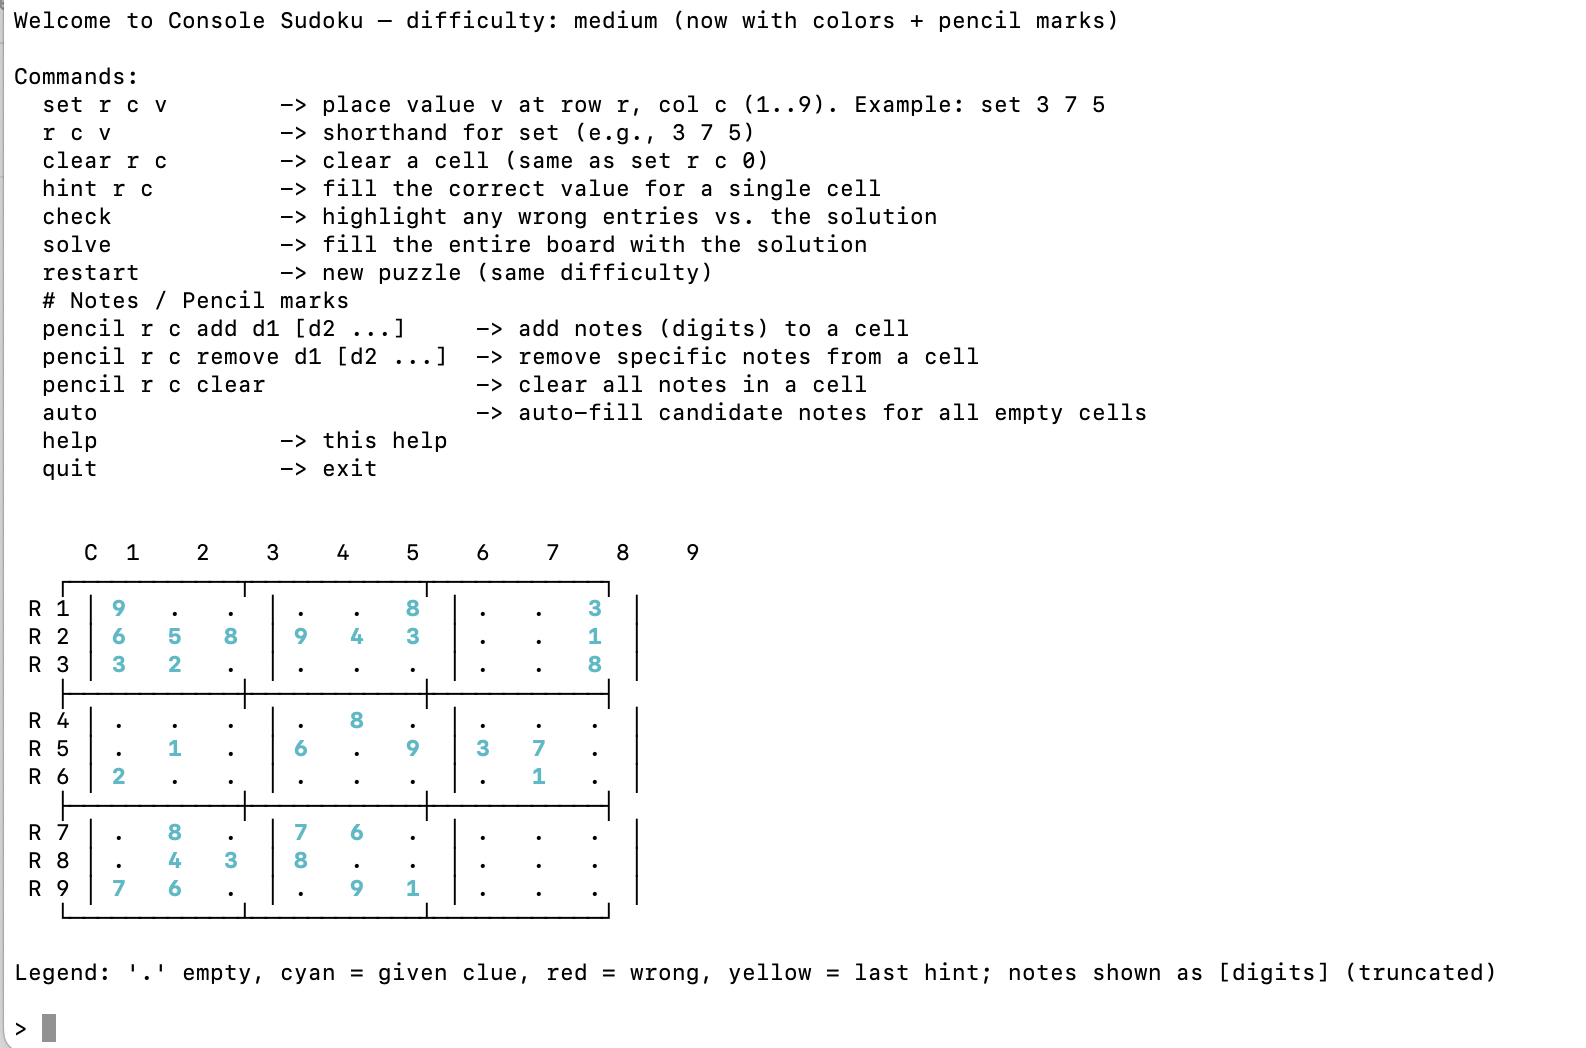 Welcome to Console Sudoku — difficulty: medium (now with colors + pencil marks)

Commands:
  set r c v        —> place value v at row r, col c (1..9). Example: set 3 7 5
  r c v            —> shorthand for set (e.g., 3 7 5)
  clear r c        —> clear a cell (same as set r c 0)
  hint r c         —> fill the correct value for a single cell
  check            —> highlight any wrong entries vs. the solution
  solve            —> fill the entire board with the solution
  restart          —> new puzzle (same difficulty)
  # Notes / Pencil marks
  pencil r c add d1 [d2 ...]     —> add notes (digits) to a cell
  pencil r c remove d1 [d2 ...]  —> remove specific notes from a cell
  pencil r c clear               —> clear all notes in a cell
  auto                           —> auto-fill candidate notes for all empty cells
  help             —> this help
  quit             —> exit

C 1 2 3 4 5 6 7 8 9
R 1 | 9 . . | . . 8 | . . 3 |
R 2 | 6 5 8 | 9 4 3 | . . 1 |
R 3 | 3 2 . | . . . | . . 8 |
R 4 | . . . | . 8 . | . . . |
R 5 | . 1 . | 6 . 9 | 3 7 . |
R 6 | 2 . . | . . . | . 1 . |
R 7 | . 8 . | 7 6 . | . . . |
R 8 | . 4 3 | 8 . . | . . . |
R 9 | 7 6 . | . 9 1 | . . . |

Legend: '.' empty, cyan = given clue, red = wrong, yellow = last hint; notes shown as [digits] (truncated)

>